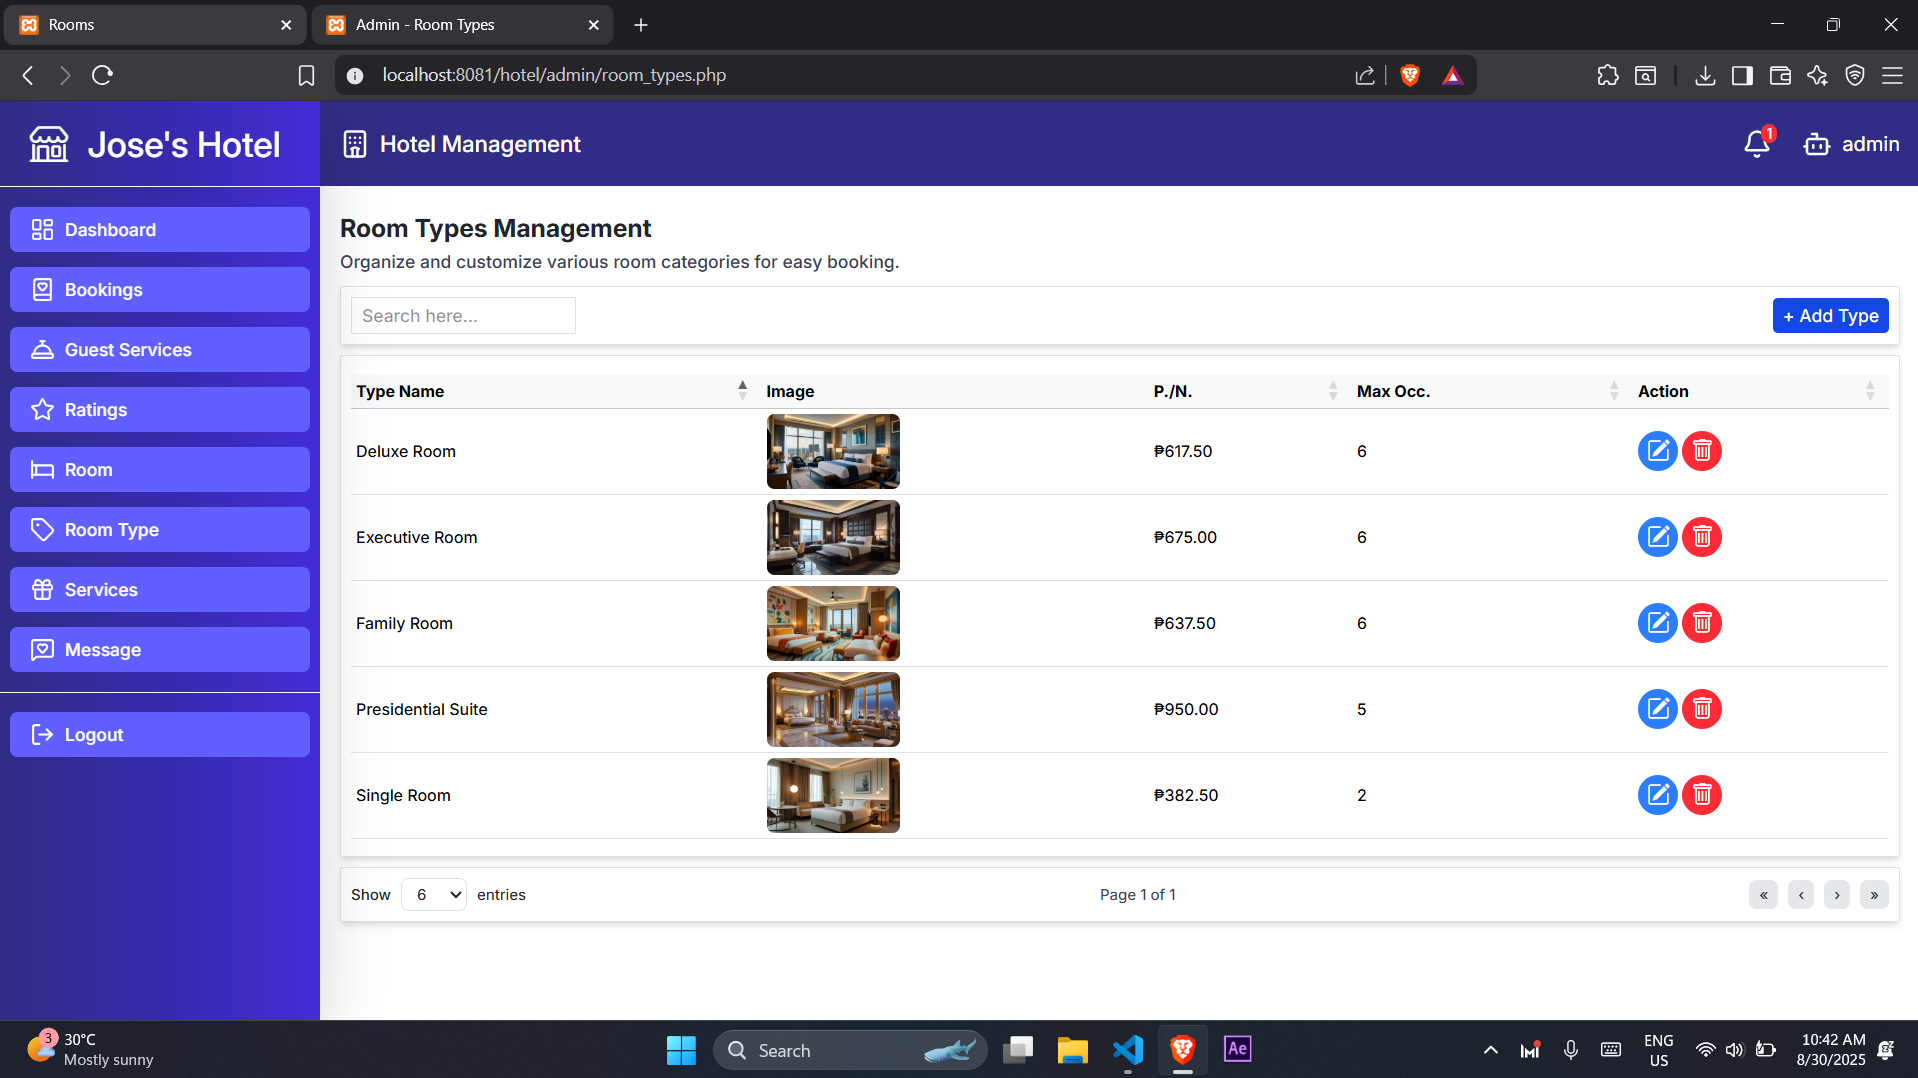 Rooms
Admin - Room Types
localhost:8081/hotel/admin/room_types.php
Jose's Hotel
Hotel Management
1
admin
Dashboard
Bookings
Guest Services
Ratings
Room
Room Type
Services
Message
Logout
Room Types Management
Organize and customize various room categories for easy booking.
Search here...
+ Add Type
Type Name Image P./N. Max Occ. Action
Deluxe Room ₱617.50 6
Executive Room ₱675.00 6
Family Room ₱637.50 6
Presidential Suite ₱950.00 5
Single Room ₱382.50 2
Show 6 entries
Page 1 of 1
« ‹ › »
3
30°C
Mostly sunny
Search
Ae
ENG
US
10:42 AM
8/30/2025